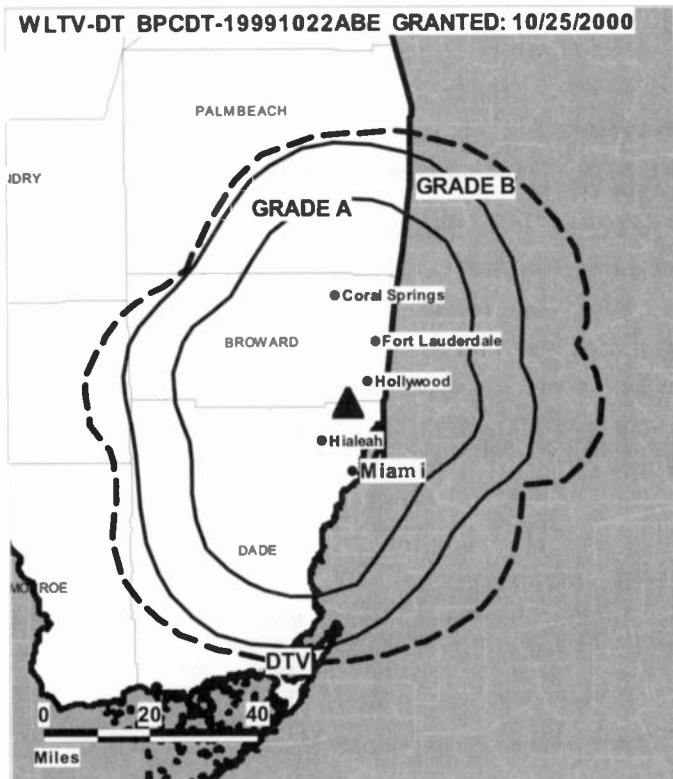 WLTV-DT BPCDT-19991022ABE GRANTED: 10/25/2000
PALMBEACH
NDRY
GRADE B
GRADE A
Coral Springs
BROWARD
Fort Lauderdale
Hollywood
Hialeah
Miami
DADE
DTV
0 20 40
Miles